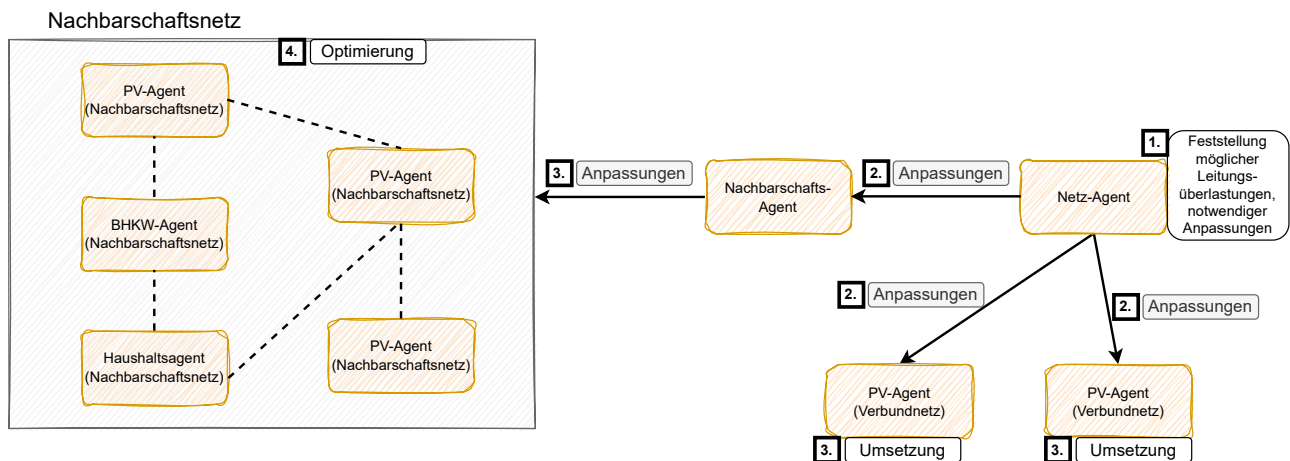 Nachbarschaftsnetz
4. Optimierung
PV-Agent
(Nachbarschaftsnetz)
PV-Agent
(Nachbarschaftsnetz)
BHKW-Agent
(Nachbarschaftsnetz)
Haushaltsagent
(Nachbarschaftsnetz)
PV-Agent
(Nachbarschaftsnetz)
3. Anpassungen
Nachbarschafts-
Agent
2. Anpassungen
Netz-Agent
1. Feststellung
möglicher
Leitungs-
überlastungen,
notwendiger
Anpassungen
2. Anpassungen
2. Anpassungen
PV-Agent
(Verbundnetz)
3. Umsetzung
PV-Agent
(Verbundnetz)
3. Umsetzung